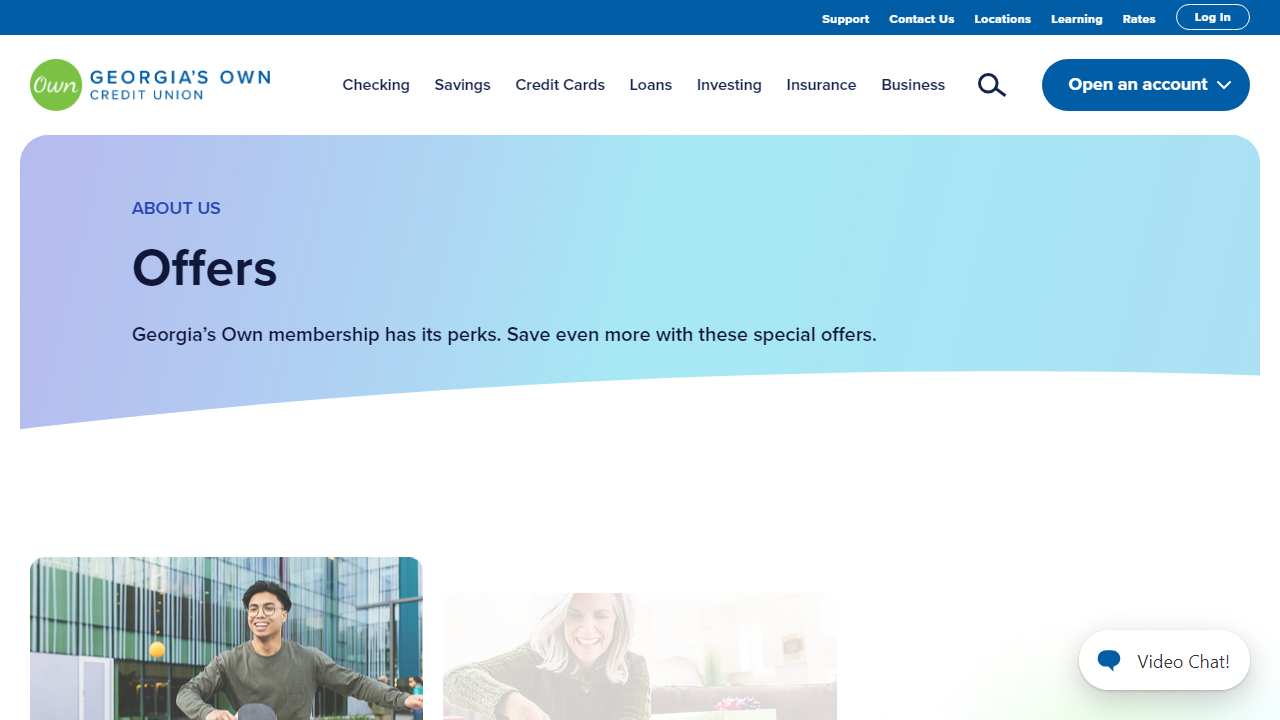 Support Contact Us Locations Learning Rates Log In
Own GEORGIA'S OWN
CREDIT UNION
Checking Savings Credit Cards Loans Investing Insurance Business Open an account
ABOUT US
Offers
Georgia's Own membership has its perks. Save even more with these special offers.
Video Chat!